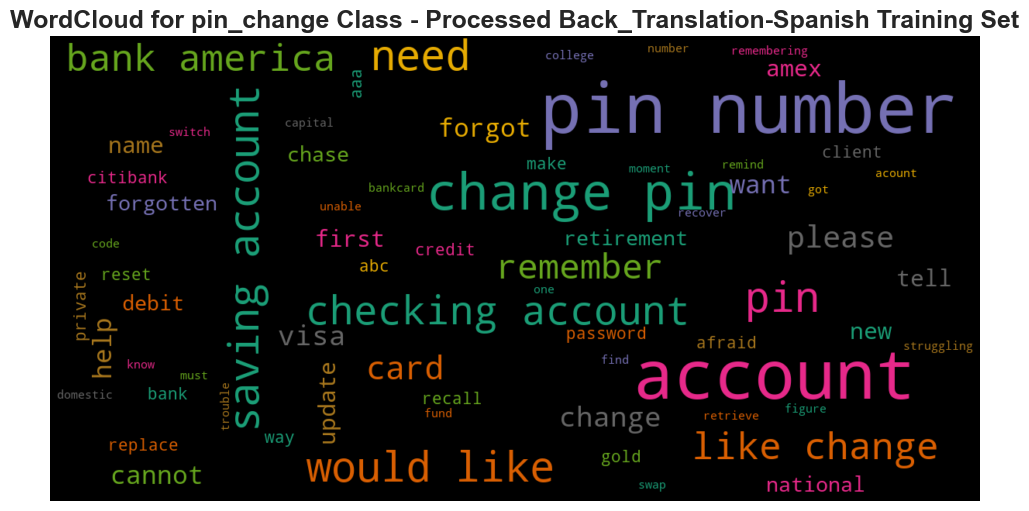 WordCloud for pin_change Class - Processed Back_Translation-Spanish Training Set
bank america
need
college
number
remembering
amex
aaa
pin number
switch
capital
forgot
name
chase
make
moment
remind
client
acount
citibank
bankcard
change pin
want
got
forgotten
unable
recover
saving account
code
first
credit
retirement
please
reset
abc
remember
tell
private
debit
one
pin
checking account
help
visa
password
afraid
new
struggling
know
must
card
find
account
domestic
bank
trouble
update
recall
fund
change
retrieve
figure
replace
way
like change
cannot
would like
gold
swap
national